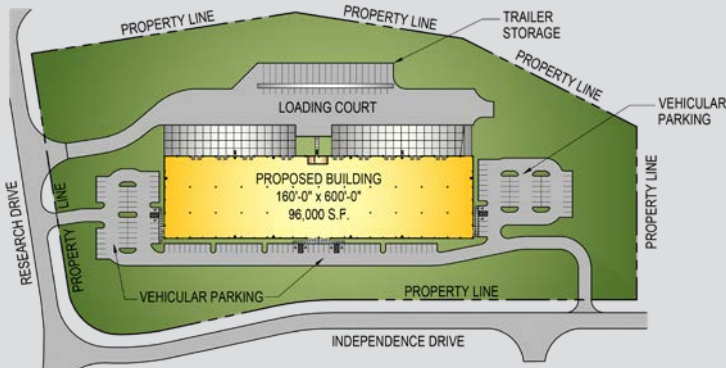 PROPERTY LINE
PROPERTY LINE
TRAILER
STORAGE
PROPERTY LINE
LOADING COURT
VEHICULAR
PARKING
PROPOSED BUILDING
160'-0" x 600'-0"
96,000 S.F.
PROPERTY LINE
PROPERTY LINE
RESEARCH DRIVE
VEHICULAR PARKING
PROPERTY LINE
INDEPENDENCE DRIVE